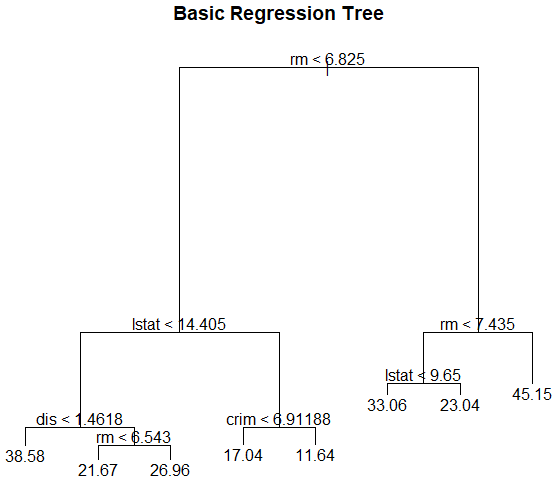 Basic Regression Tree
rm < 6.825
lstat < 14.405
rm < 7.435
lstat < 9.65
45.15
33.06
23.04
dis < 1.4618
crim < 6.91188
rm < 6.543
38.58
17.04
11.64
21.67
26.96